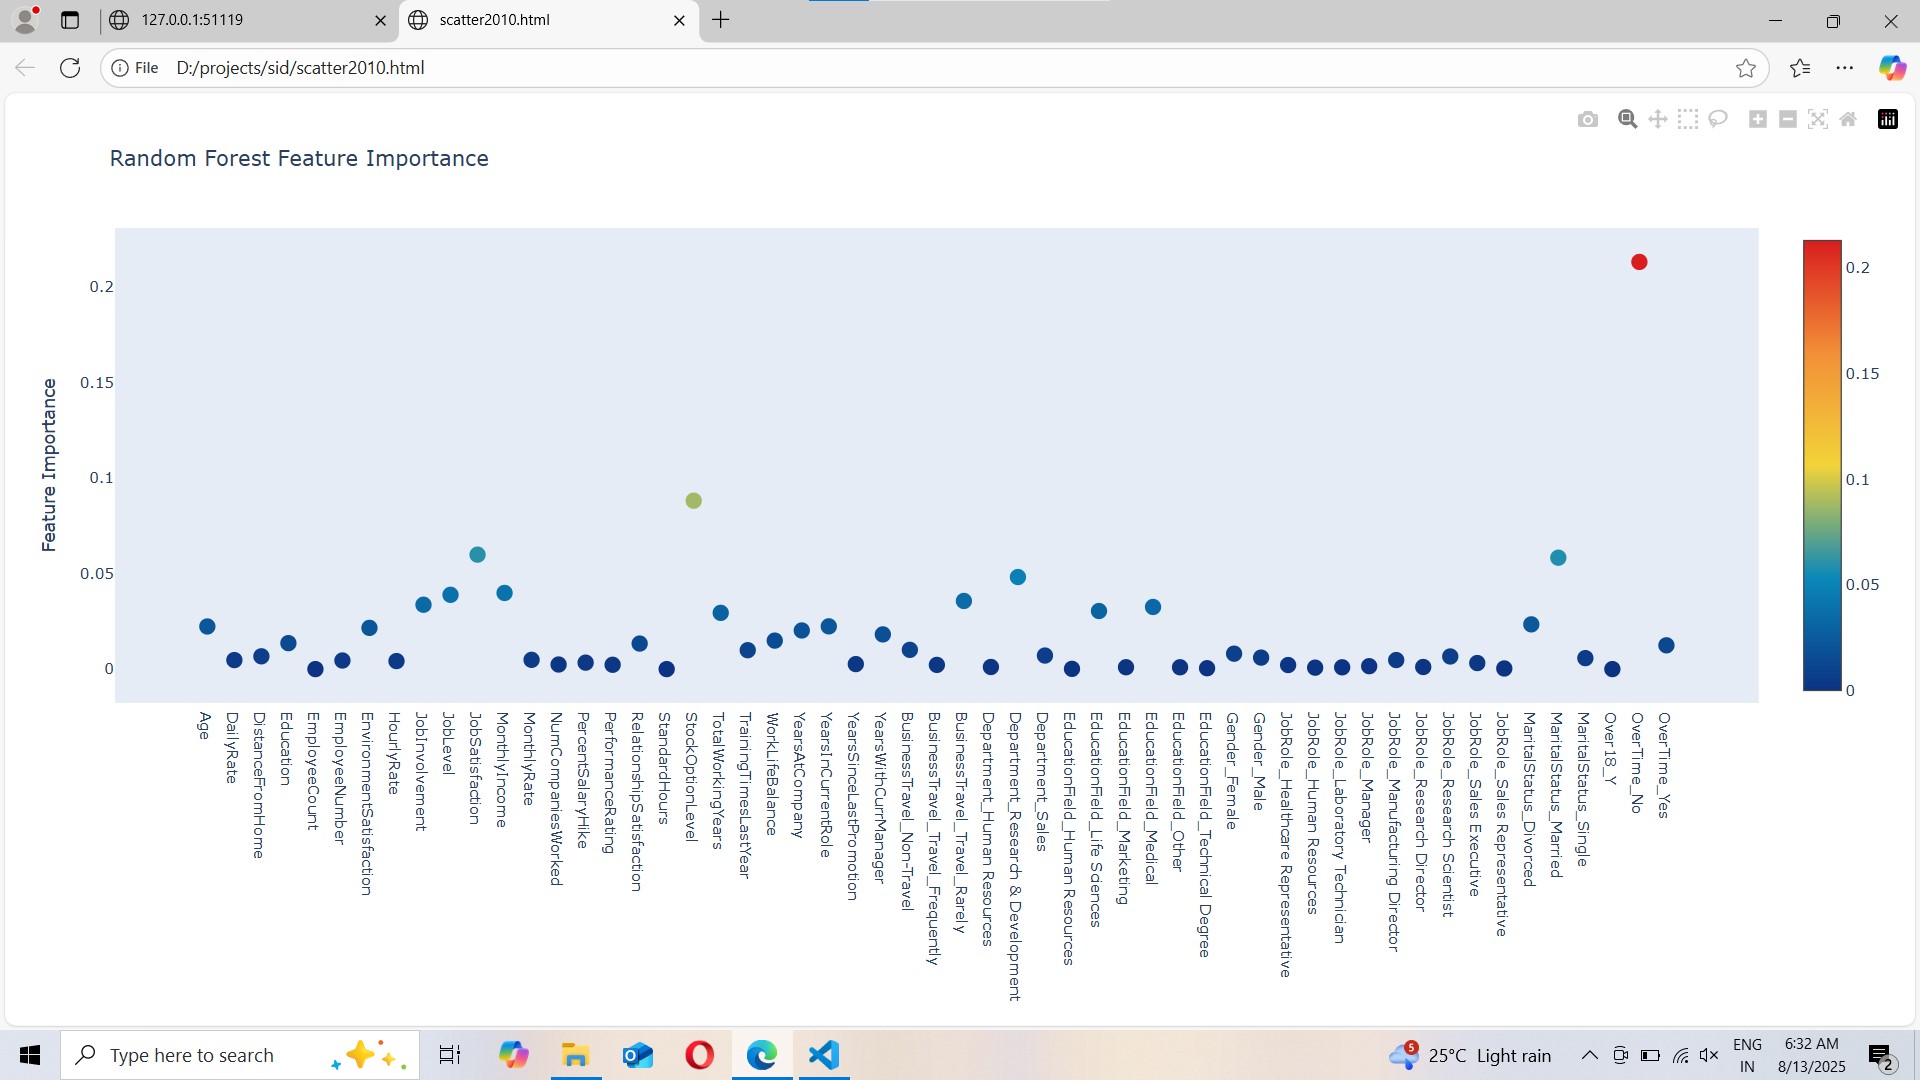 127.0.0.1:51119
scatter2010.html
File D:/projects/sid/scatter2010.html
Random Forest Feature Importance
Feature Importance
0.2
0.15
0.1
0.05
0
0.2
0.15
0.1
0.05
0
Age
DailyRate
DistanceFromHome
Education
EmployeeCount
EmployeeNumber
EnvironmentSatisfaction
HourlyRate
JobInvolvement
JobLevel
JobSatisfaction
MonthlyIncome
MonthlyRate
NumCompaniesWorked
PercentSalaryHike
PerformanceRating
RelationshipSatisfaction
StandardHours
StockOptionLevel
TotalWorkingYears
TrainingTimesLastYear
WorkLifeBalance
YearsAtCompany
YearsInCurrentRole
YearsSinceLastPromotion
YearsWithCurrManager
BusinessTravel_Non-Travel
BusinessTravel_Travel_Frequently
BusinessTravel_Travel_Rarely
Department_Human Resources
Department_Research & Development
Department_Sales
EducationField_Human Resources
EducationField_Life Sciences
EducationField_Marketing
EducationField_Medical
EducationField_Other
EducationField_Technical Degree
Gender_Female
Gender_Male
JobRole_Healthcare Representative
JobRole_Human Resources
JobRole_Laboratory Technician
JobRole_Manager
JobRole_Manufacturing Director
JobRole_Research Director
JobRole_Research Scientist
JobRole_Sales Executive
JobRole_Sales Representative
MaritalStatus_Divorced
MaritalStatus_Married
MaritalStatus_Single
Over18_Y
OverTime_No
OverTime_Yes
Type here to search
5
25°C Light rain
ENG
IN
6:32 AM
8/13/2025
2